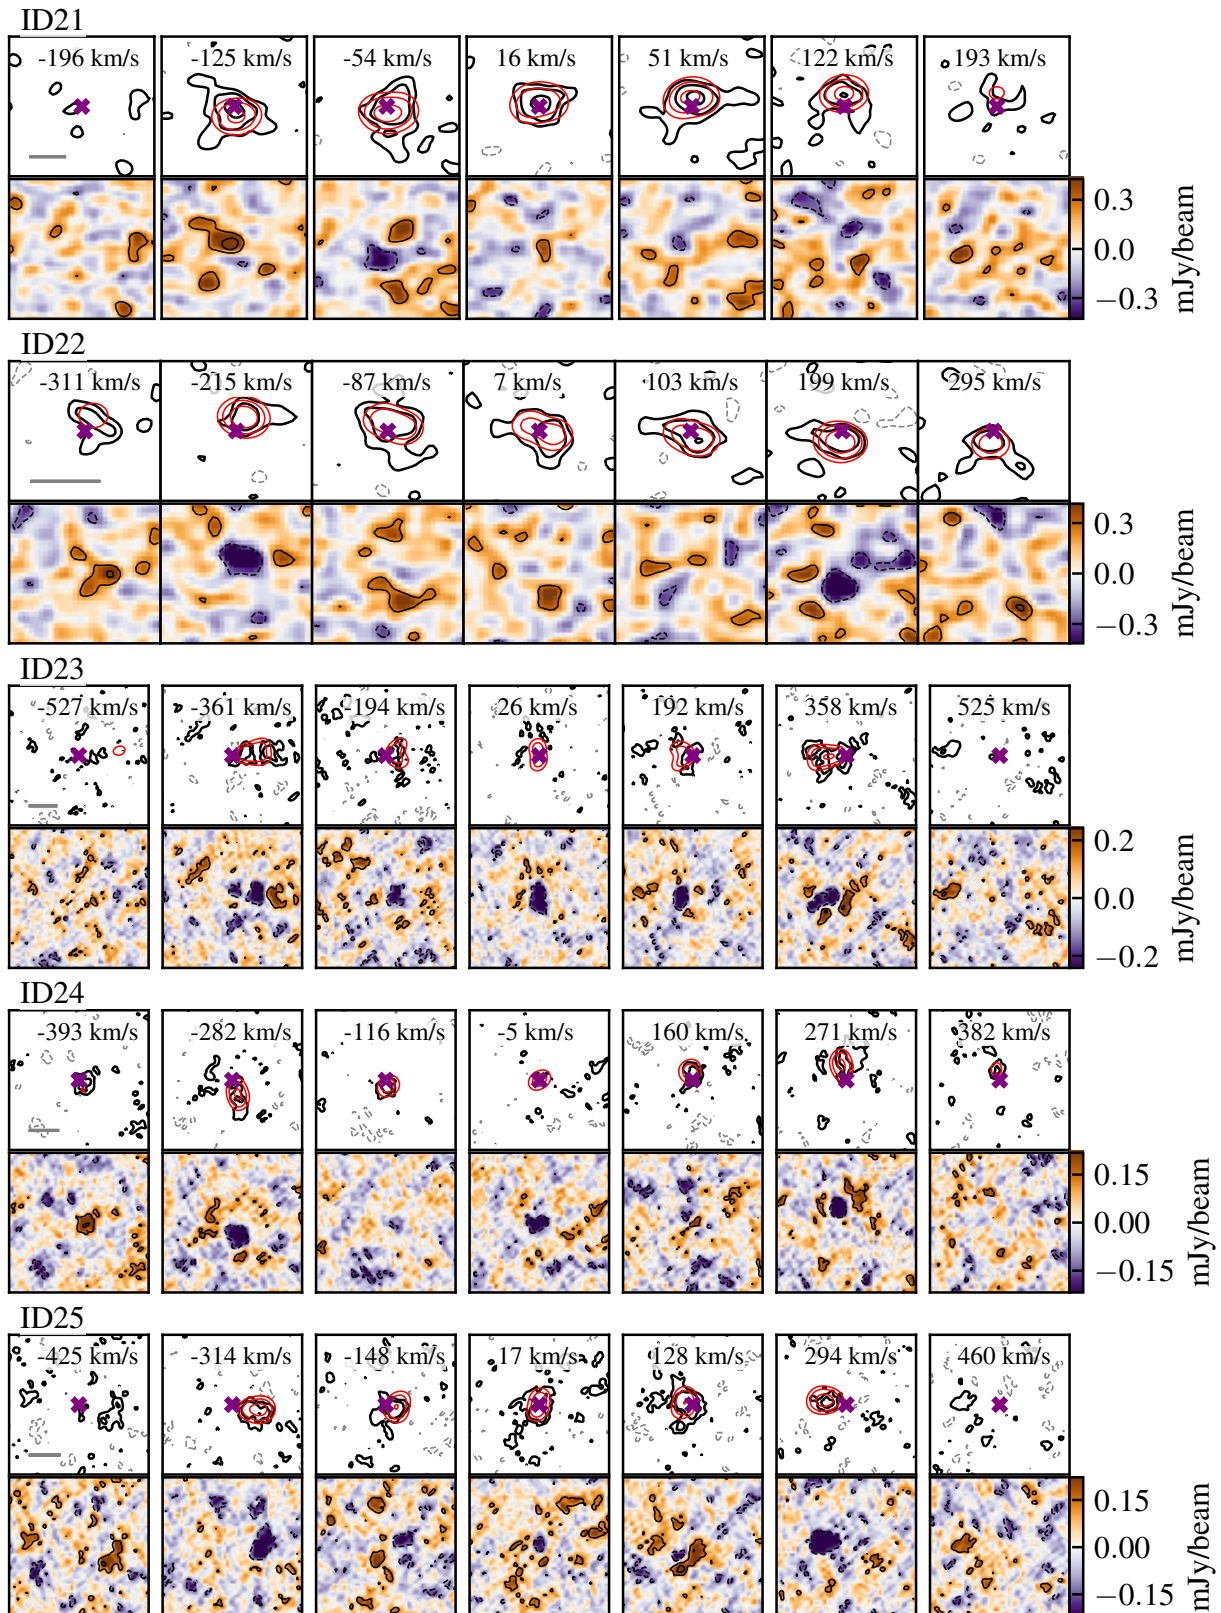 ID21
-196 km/s -125 km/s -54 km/s 16 km/s 51 km/s 122 km/s 193 km/s
0.3
0.0
−0.3
mJy/beam
ID22
-311 km/s -215 km/s -87 km/s 7 km/s 103 km/s 199 km/s 295 km/s
0.3
0.0
−0.3
mJy/beam
ID23
-527 km/s -361 km/s -194 km/s 26 km/s 192 km/s 358 km/s 525 km/s
0.2
0.0
−0.2
mJy/beam
ID24
-393 km/s -282 km/s -116 km/s -5 km/s 160 km/s 271 km/s 382 km/s
0.15
0.00
−0.15
mJy/beam
ID25
-425 km/s -314 km/s -148 km/s 17 km/s 128 km/s 294 km/s 460 km/s
0.15
0.00
−0.15
mJy/beam